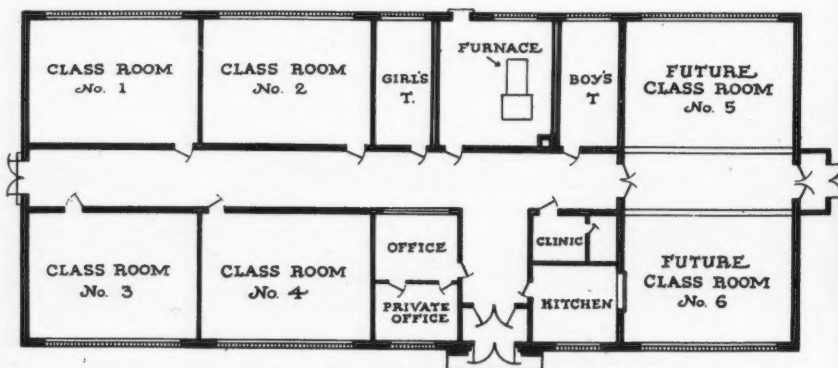 CLASS ROOM
No. 1
CLASS ROOM
No. 2
GIRL'S
T.
FURNACE
BOY'S
T
FUTURE
CLASS ROOM
No. 5
CLASS ROOM
No. 3
CLASS ROOM
No. 4
OFFICE
PRIVATE
OFFICE
CLINIC
KITCHEN
FUTURE
CLASS ROOM
No. 6